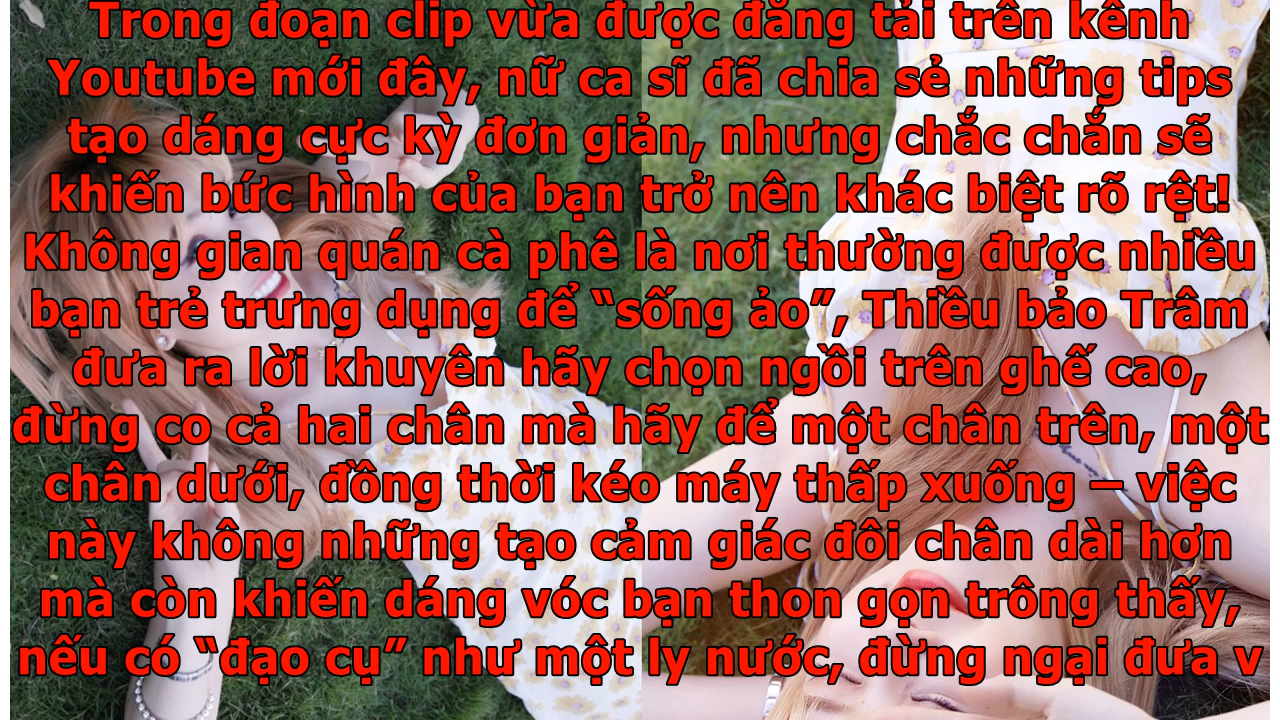 Trong đoạn clip vừa được đăng tải trên kênh
Youtube mới đây, nữ ca sĩ đã chia sẻ những tips
tạo dáng cực kỳ đơn giản, nhưng chắc chắn sẽ
khiến bức hình của bạn trở nên khác biệt rõ rệt!
Không gian quán cà phê là nơi thường được nhiều
bạn trẻ trưng dụng để “sống ảo”, Thiều bảo Trâm
đưa ra lời khuyên hãy chọn ngồi trên ghế cao,
đừng co cả hai chân mà hãy để một chân trên, một
chân dưới, đồng thời kéo máy thấp xuống – việc
này không những tạo cảm giác đôi chân dài hơn
mà còn khiến dáng vóc bạn thon gọn trông thấy,
nếu có “đạo cụ” như một ly nước, đừng ngại đưa v